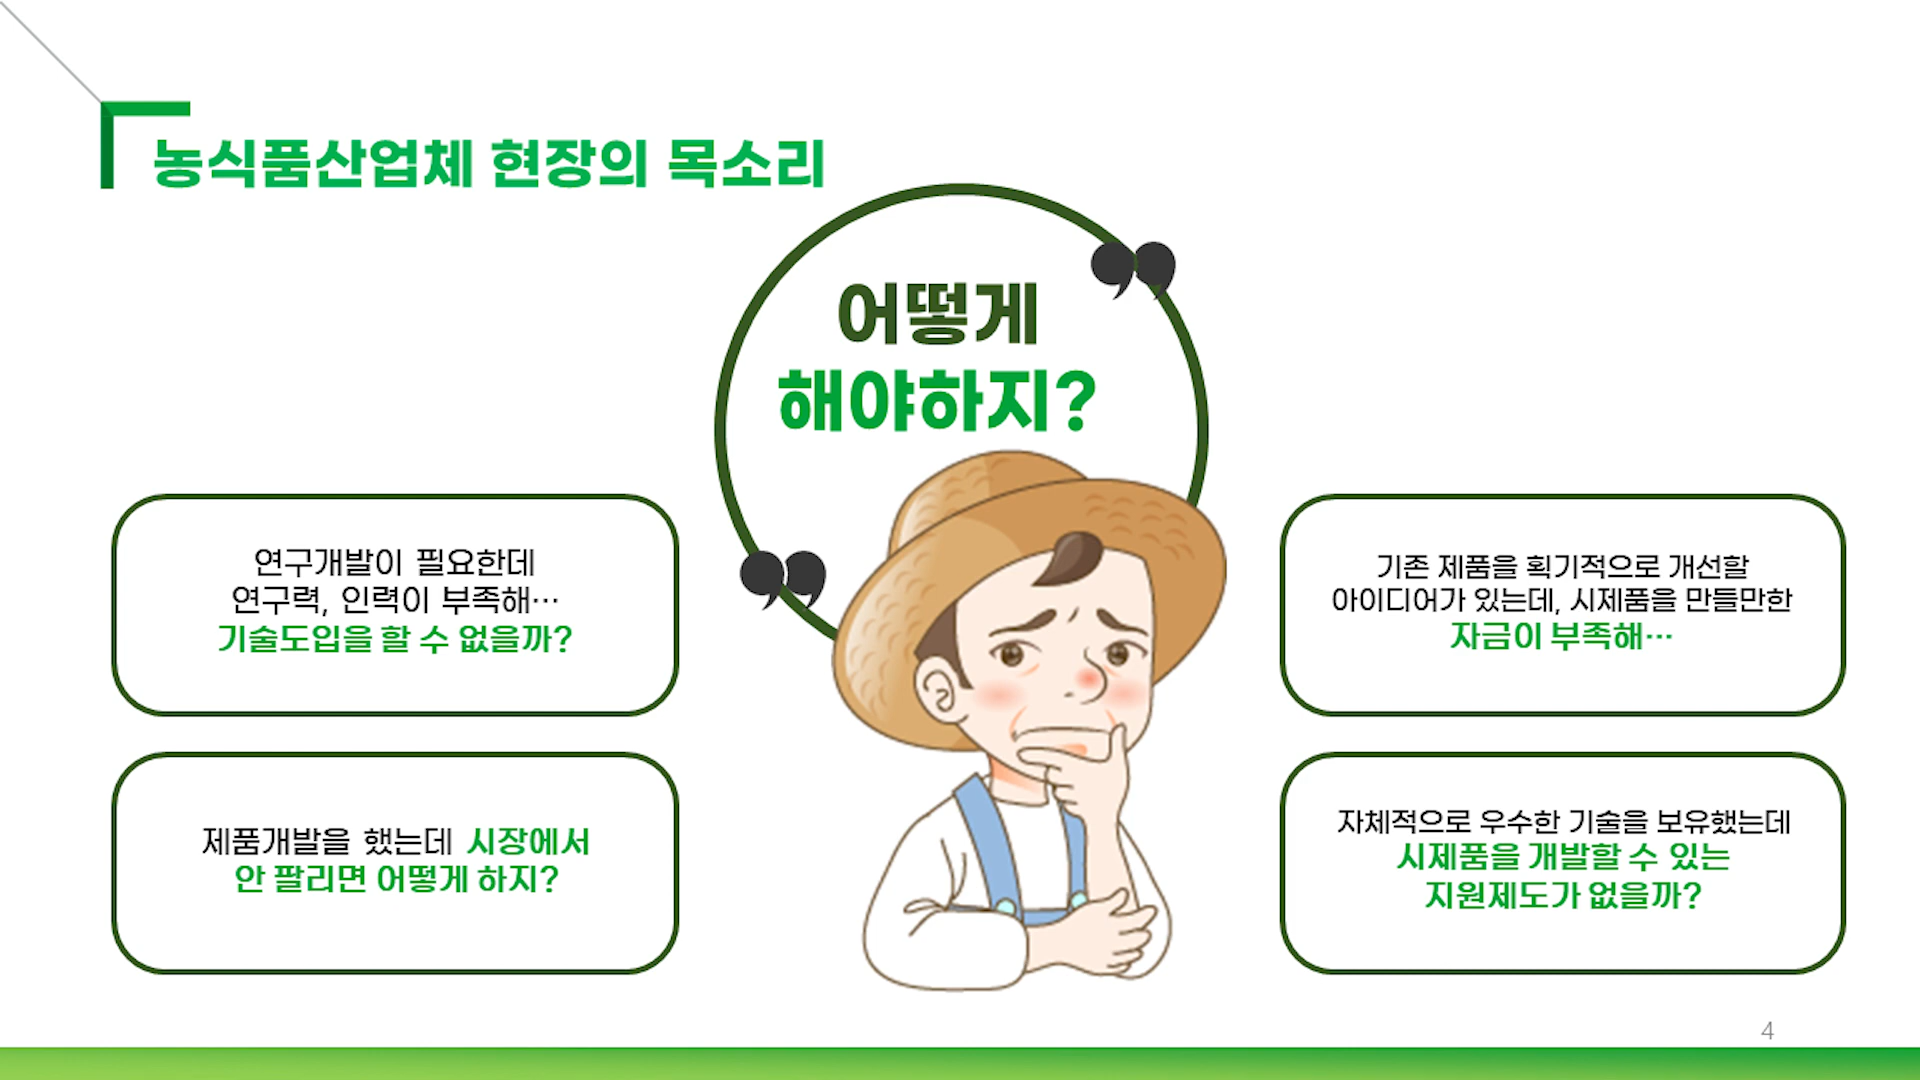 농식품산업체 현장의 목소리
어떻게
해야하지?
연구개발이 필요한데
연구력, 인력이 부족해…
기술도입을 할 수 없을까?
제품개발을 했는데 시장에서
안 팔리면 어떻게 하지?
기존 제품을 획기적으로 개선할
아이디어가 있는데, 시제품을 만들만한
자금이 부족해…
자체적으로 우수한 기술을 보유했는데
시제품을 개발할 수 있는
지원제도가 없을까?
4